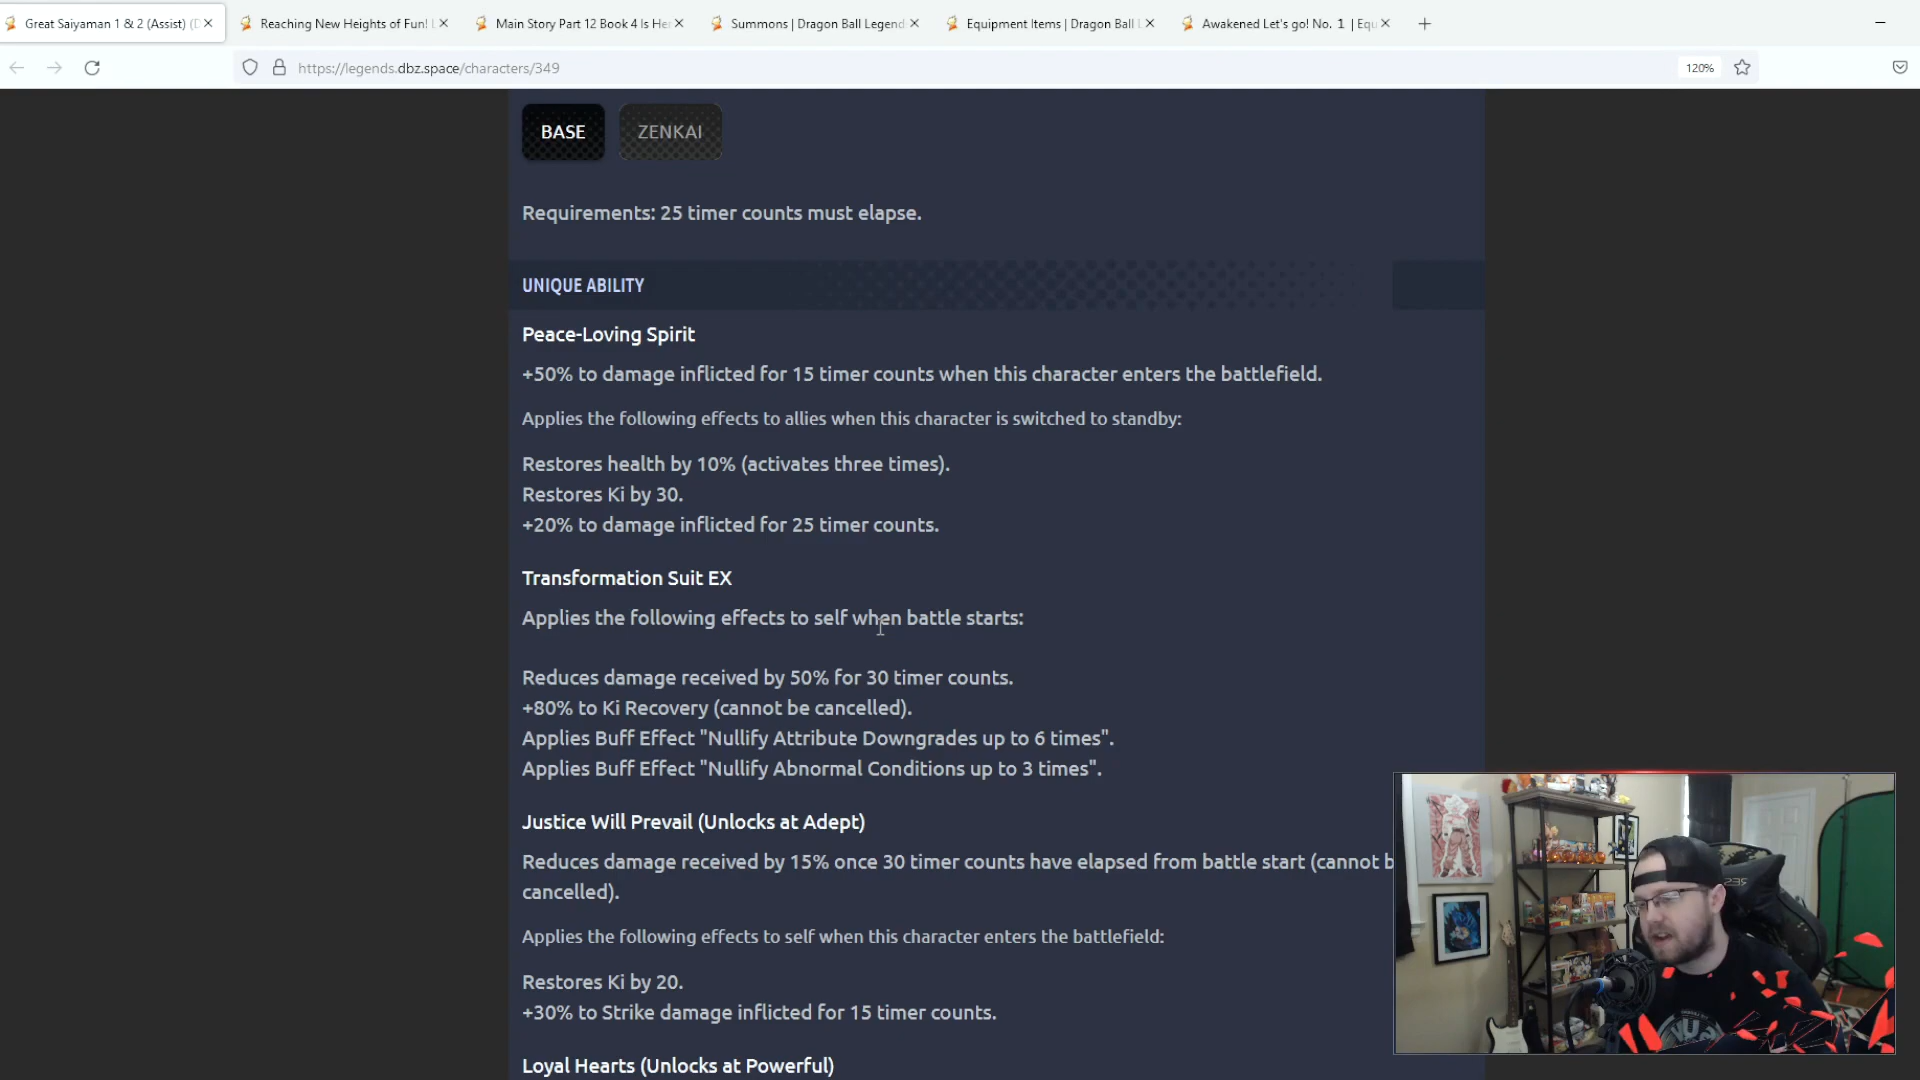 Great Saiyaman 1 & 2 (Assist) (D
Reaching New Heights of Fun!
Main Story Part 12 Book 4 Is He
Summons | Dragon Ball Legend
Equipment Items | Dragon Ball
Awakened Let's go! No. 1 | Equ
https://legends.dbz.space/characters/349
120%
BASE
ZENKAI
Requirements: 25 timer counts must elapse.
UNIQUE ABILITY
Peace-Loving Spirit
+50% to damage inflicted for 15 timer counts when this character enters the battlefield.
Applies the following effects to allies when this character is switched to standby:
Restores health by 10% (activates three times).
Restores Ki by 30.
+20% to damage inflicted for 25 timer counts.
Transformation Suit EX
Applies the following effects to self when battle starts:
Reduces damage received by 50% for 30 timer counts.
+80% to Ki Recovery (cannot be cancelled).
Applies Buff Effect "Nullify Attribute Downgrades up to 6 times".
Applies Buff Effect "Nullify Abnormal Conditions up to 3 times".
Justice Will Prevail (Unlocks at Adept)
Reduces damage received by 15% once 30 timer counts have elapsed from battle start (cannot b
cancelled).
Applies the following effects to self when this character enters the battlefield:
Restores Ki by 20.
+30% to Strike damage inflicted for 15 timer counts.
Loyal Hearts (Unlocks at Powerful)